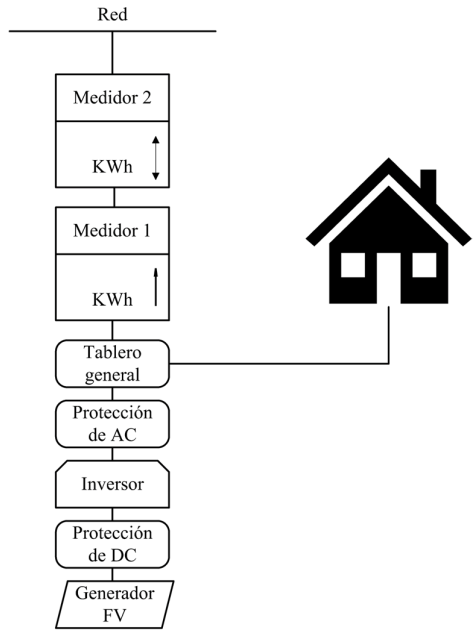 Red
Medidor 2
KWh
Medidor 1
KWh
Tablero
general
Protección
de AC
Inversor
Protección
de DC
Generador
FV